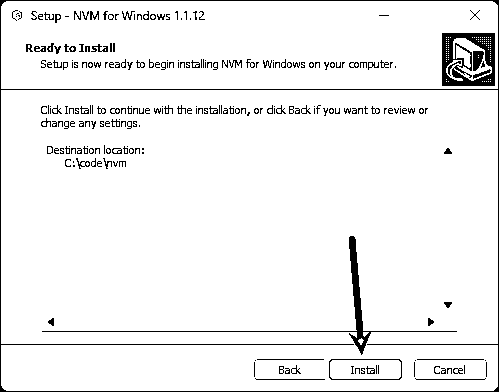 Setup - NVM for Windows 1.1.12
Ready to Install
Setup is now ready to begin installing NVM for Windows on your computer.
Click Install to continue with the installation, or click Back if you want to review or
change any settings.
Destination location:
C:\code\nvm
Back
Install
Cancel